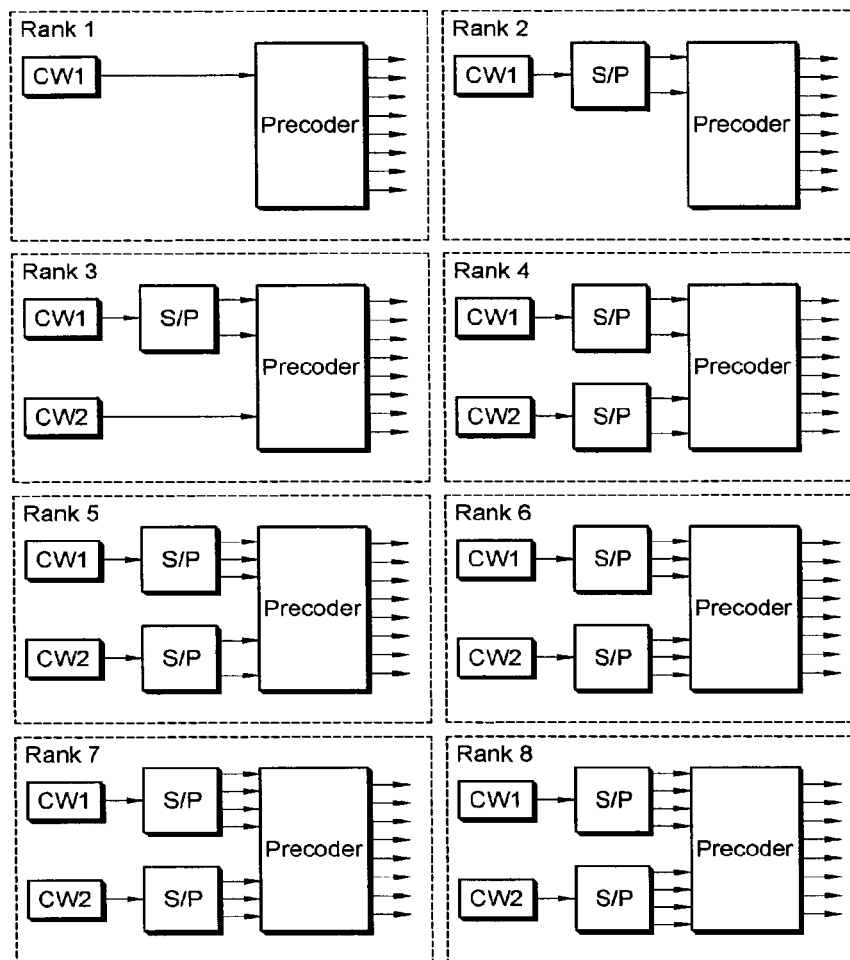 Rank 1
CW1
Precoder
Rank 2
CW1
S/P
Precoder
Rank 3
CW1
S/P
CW2
Precoder
Rank 4
CW1
S/P
CW2
S/P
Precoder
Rank 5
CW1
S/P
CW2
S/P
Precoder
Rank 6
CW1
S/P
CW2
S/P
Precoder
Rank 7
CW1
S/P
CW2
S/P
Precoder
Rank 8
CW1
S/P
CW2
S/P
Precoder